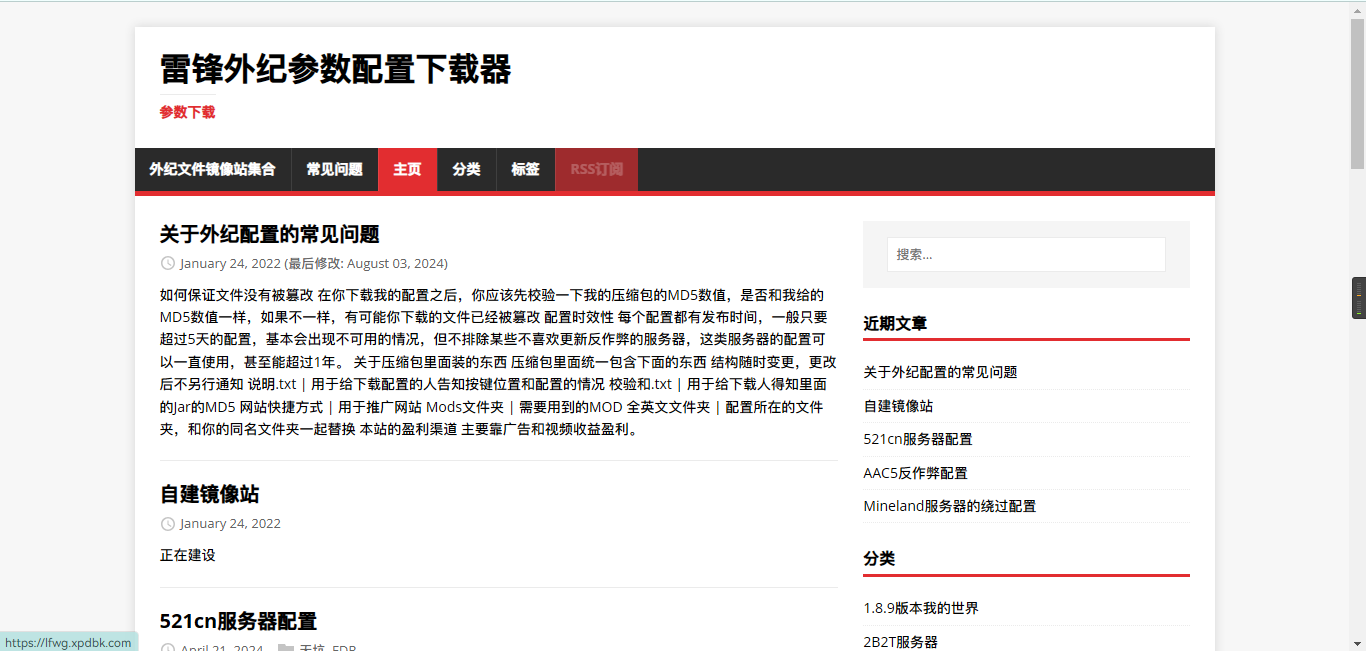 雷锋外纪参数配置下载器
参数下载
外纪文件镜像站集合 常见问题 主页 分类 标签 RSS订阅
关于外纪配置的常见问题
January 24, 2022 (最后修改: August 03, 2024)
如何保证文件没有被篡改 在你下载我的配置之后，你应该先校验一下我的压缩包的MD5数值，是否和我给的
MD5数值一样，如果不一样，有可能你下载的文件已经被篡改 配置时效性 每个配置都有发布时间，一般只要
超过5天的配置，基本会出现不可用的情况，但不排除某些不喜欢更新反作弊的服务器，这类服务器的配置可
以一直使用，甚至能超过1年。 关于压缩包里面装的东西 压缩包里面统一包含下面的东西 结构随时变更，更改
后不另行通知 说明.txt | 用于给下载配置的人告知按键位置和配置的情况 校验和.txt | 用于给下载人得知里面
的Jar的MD5 网站快捷方式 | 用于推广网站 Mods文件夹 | 需要用到的MOD 全英文文件夹 | 配置所在的文件
夹，和你的同名文件夹一起替换 本站的盈利渠道 主要靠广告和视频收益盈利。
自建镜像站
January 24, 2022
正在建设
521cn服务器配置
April 21, 2024 天坑, FDP
搜索...
近期文章
关于外纪配置的常见问题
自建镜像站
521cn服务器配置
AAC5反作弊配置
Mineland服务器的绕过配置
分类
1.8.9版本我的世界
2B2T服务器
https://lfwg.xpdbk.com